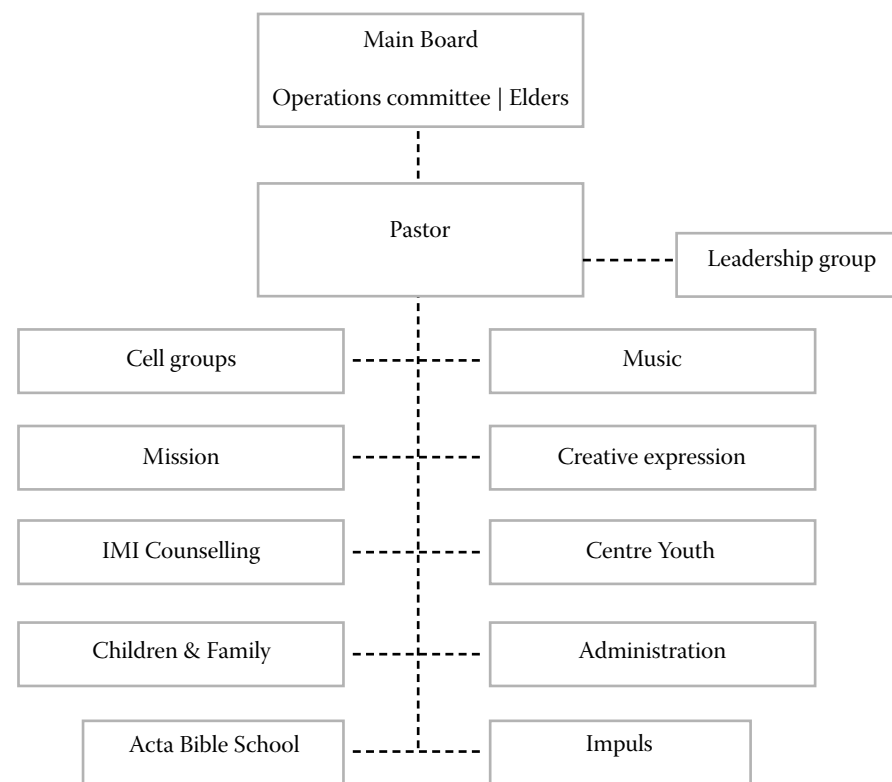 Main Board
Operations committee | Elders
Pastor
Leadership group
Cell groups
Music
Mission
Creative expression
IMI Counselling
Centre Youth
Children & Family
Administration
Acta Bible School
Impuls